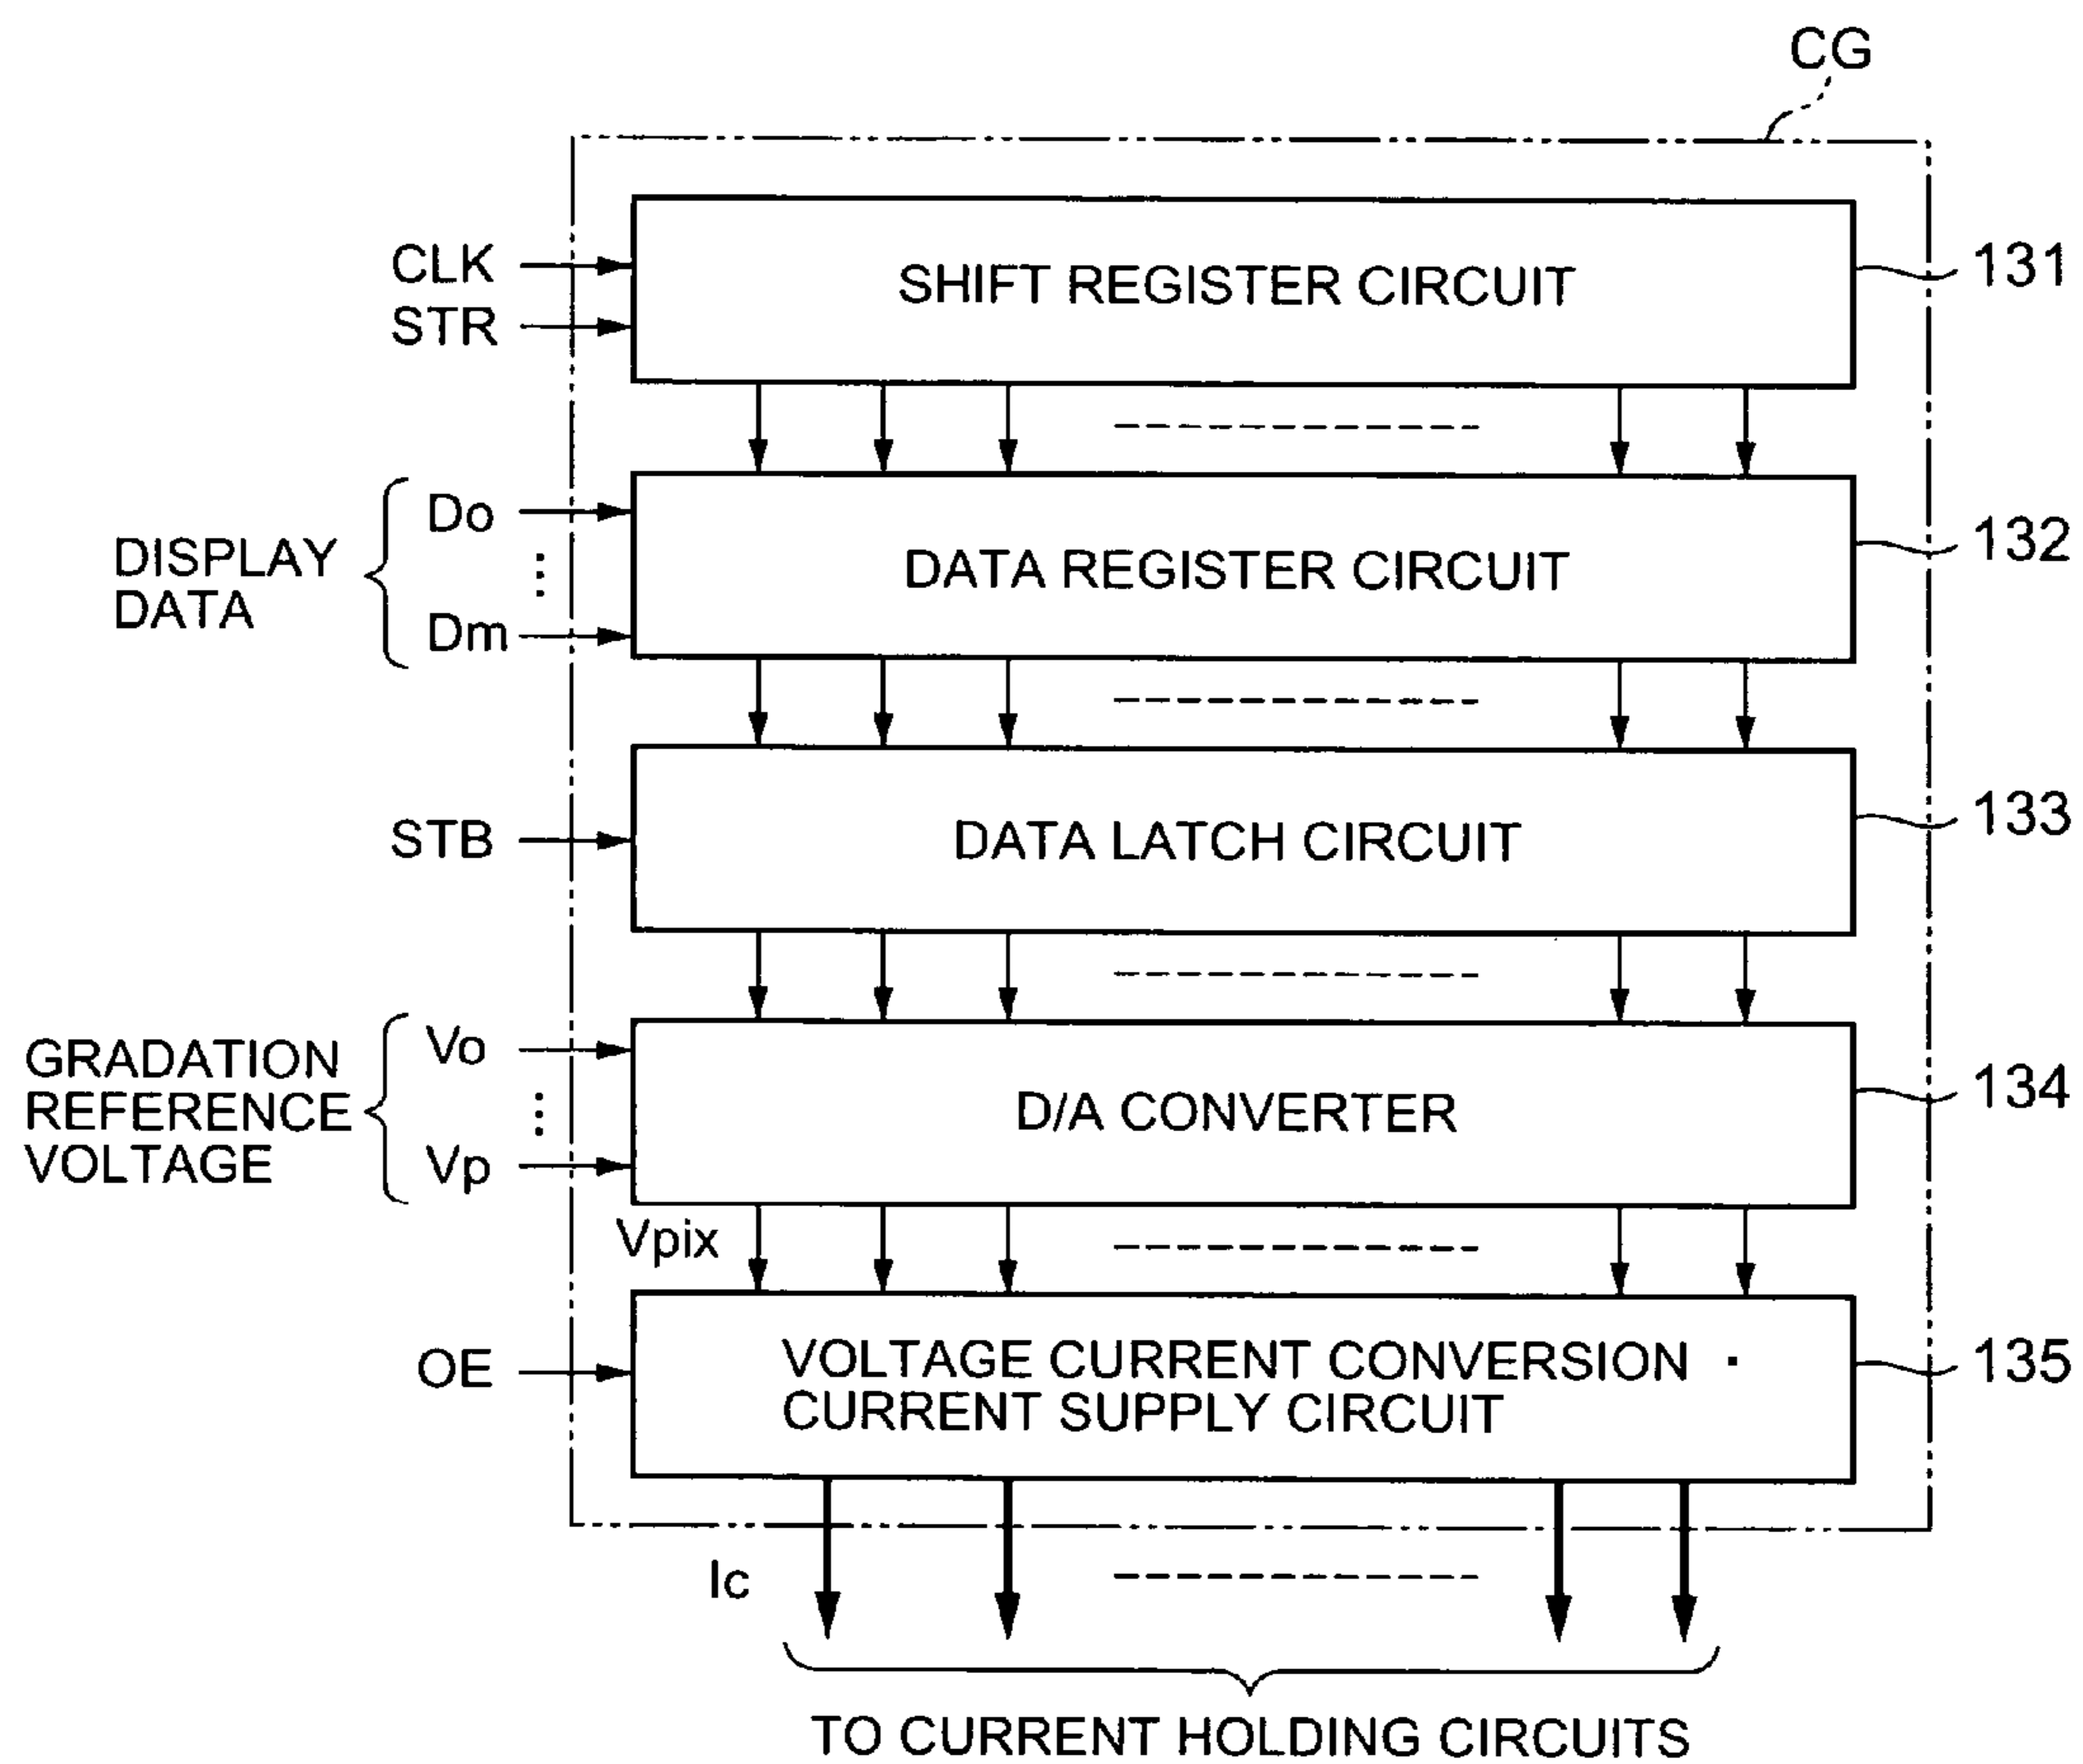 CG
CLK
STR
SHIFT REGISTER CIRCUIT
131
DISPLAY
DATA
Do
Dm
DATA REGISTER CIRCUIT
132
STB
DATA LATCH CIRCUIT
133
GRADATION
REFERENCE
VOLTAGE
Vo
Vp
D/A CONVERTER
134
Vpix
OE
VOLTAGE CURRENT CONVERSION ·
CURRENT SUPPLY CIRCUIT
135
Ic
TO CURRENT HOLDING CIRCUITS